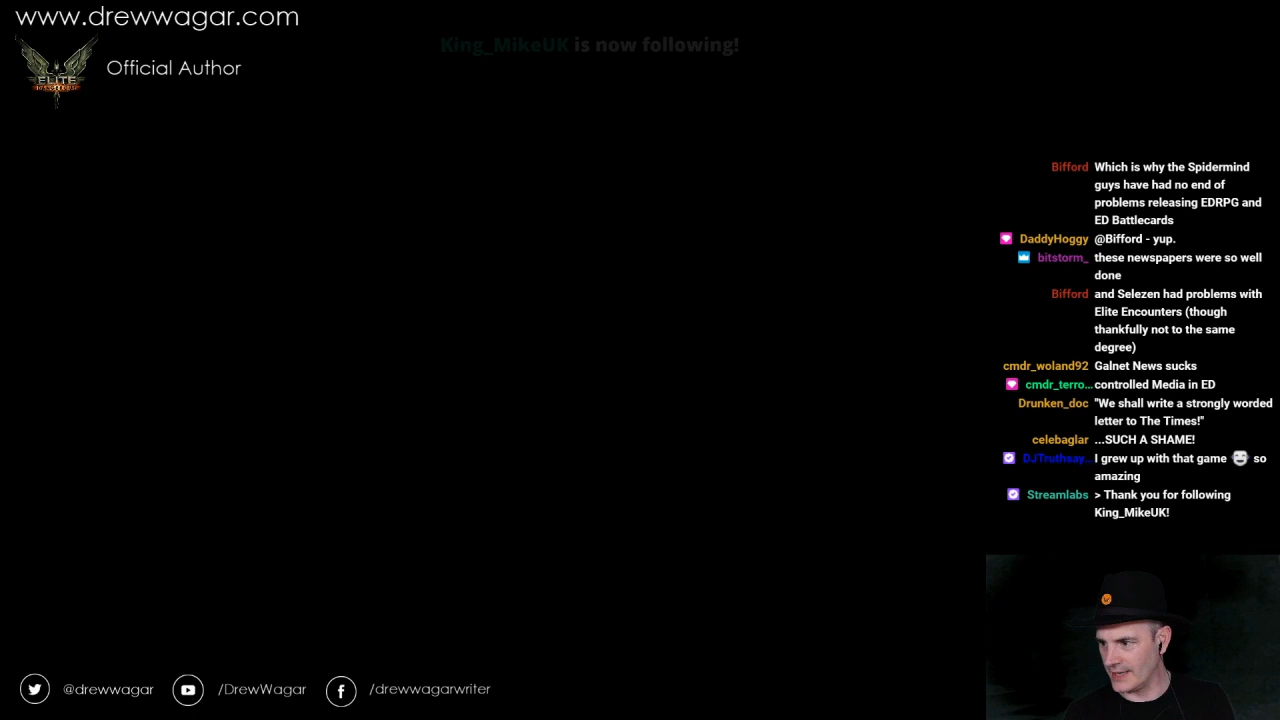 www.drewwagar.com
King_MikeUK is now following!
ELITE
DANGEROUS
Official Author
Bifford Which is why the Spidermind
guys have had no end of
problems releasing EDRPG and
ED Battlecards
DaddyHoggy @Bifford - yup.
bitstorm_ these newspapers were so well
done
Bifford and Selezen had problems with
Elite Encounters (though
thankfully not to the same
degree)
cmdr_woland92 Galnet News sucks
cmdr_terro... controlled Media in ED
Drunken_doc "We shall write a strongly worded
letter to The Times!"
celebaglar ...SUCH A SHAME!
DJTruthsay... I grew up with that game so
amazing
Streamlabs > Thank you for following
King_MikeUK!
@drewwagar /DrewWagar /drewwagarwriter